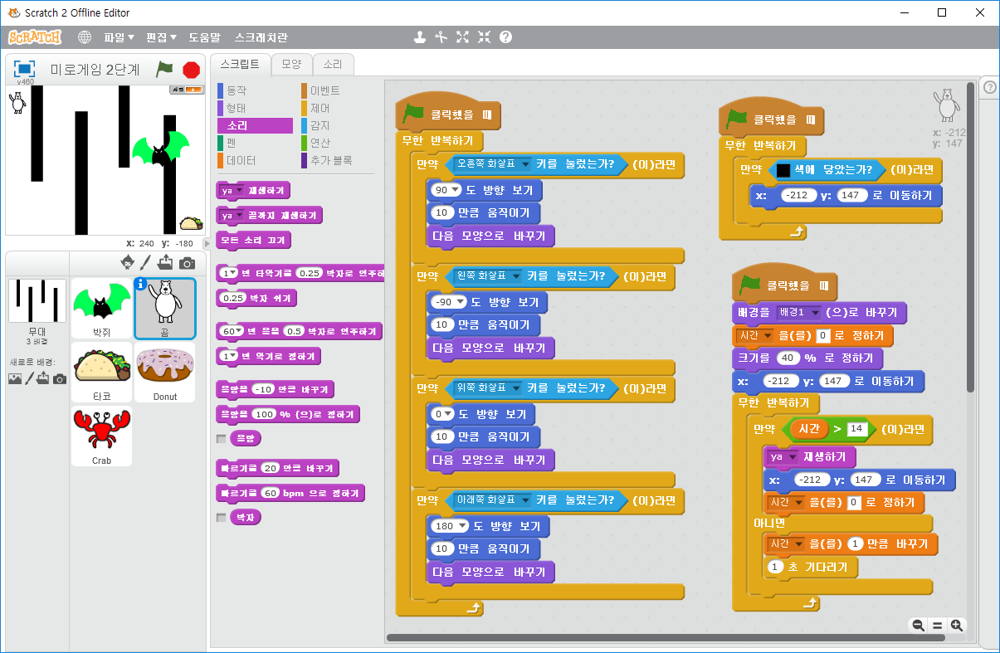 Scratch 2 Offline Editor
SCRATCH
파일 편집 도움말 스크래치란
미로게임 2단계
v460
시간
x: 240 y: -180
무대
3 배경
새로운 배경:
박쥐
곰
타코
Donut
Crab
스크립트 모양 소리
동작 이벤트
형태 제어
소리 감지
펜 연산
데이터 추가 블록
ya 재생하기
ya 끝까지 재생하기
모든 소리 끄기
1 번 타악기를 0.25 박자로 연주하
0.25 박자 쉬기
60 번 음을 0.5 박자로 연주하기
1 번 악기로 정하기
음량을 -10 만큼 바꾸기
음량을 100 % (으)로 정하기
음량
빠르기를 20 만큼 바꾸기
빠르기를 60 bpm 으로 정하기
박자
클릭했을 때
무한 반복하기
만약 오른쪽 화살표 키를 눌렀는가? (이)라면
90 도 방향 보기
10 만큼 움직이기
다음 모양으로 바꾸기
만약 왼쪽 화살표 키를 눌렀는가? (이)라면
-90 도 방향 보기
10 만큼 움직이기
다음 모양으로 바꾸기
만약 위쪽 화살표 키를 눌렀는가? (이)라면
0 도 방향 보기
10 만큼 움직이기
다음 모양으로 바꾸기
만약 아래쪽 화살표 키를 눌렀는가? (이)라면
180 도 방향 보기
10 만큼 움직이기
다음 모양으로 바꾸기
클릭했을 때
무한 반복하기
만약 색에 닿았는가? (이)라면
x: -212 y: 147 로 이동하기
x: -212
y: 147
클릭했을 때
배경을 배경1 (으)로 바꾸기
시간 을(를) 0 로 정하기
크기를 40 % 로 정하기
x: -212 y: 147 로 이동하기
무한 반복하기
만약 시간 > 14 (이)라면
ya 재생하기
x: -212 y: 147 로 이동하기
시간 을(를) 0 로 정하기
아니면
시간 을(를) 1 만큼 바꾸기
1 초 기다리기